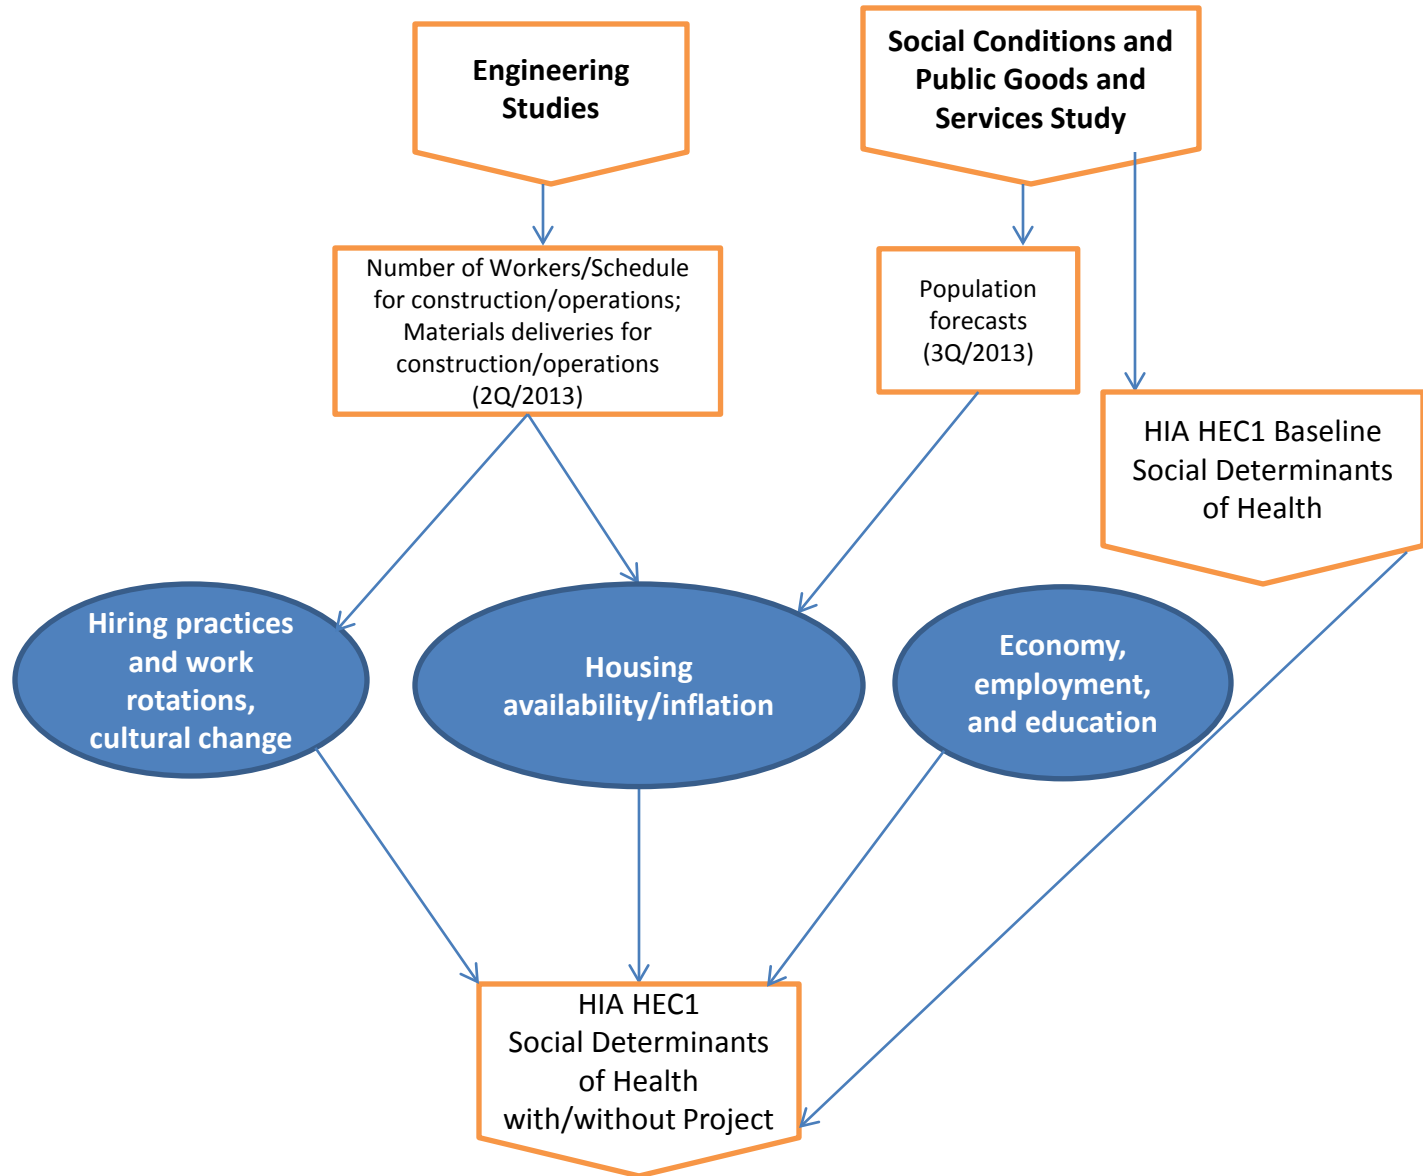 Engineering
Studies
Social Conditions and
Public Goods and
Services Study
Number of Workers/Schedule
for construction/operations;
Materials deliveries for
construction/operations
(2Q/2013)
Population
forecasts
(3Q/2013)
HIA HEC1 Baseline
Social Determinants
of Health
Hiring practices
and work
rotations,
cultural change
Housing
availability/inflation
Economy,
employment,
and education
HIA HEC1
Social Determinants
of Health
with/without Project